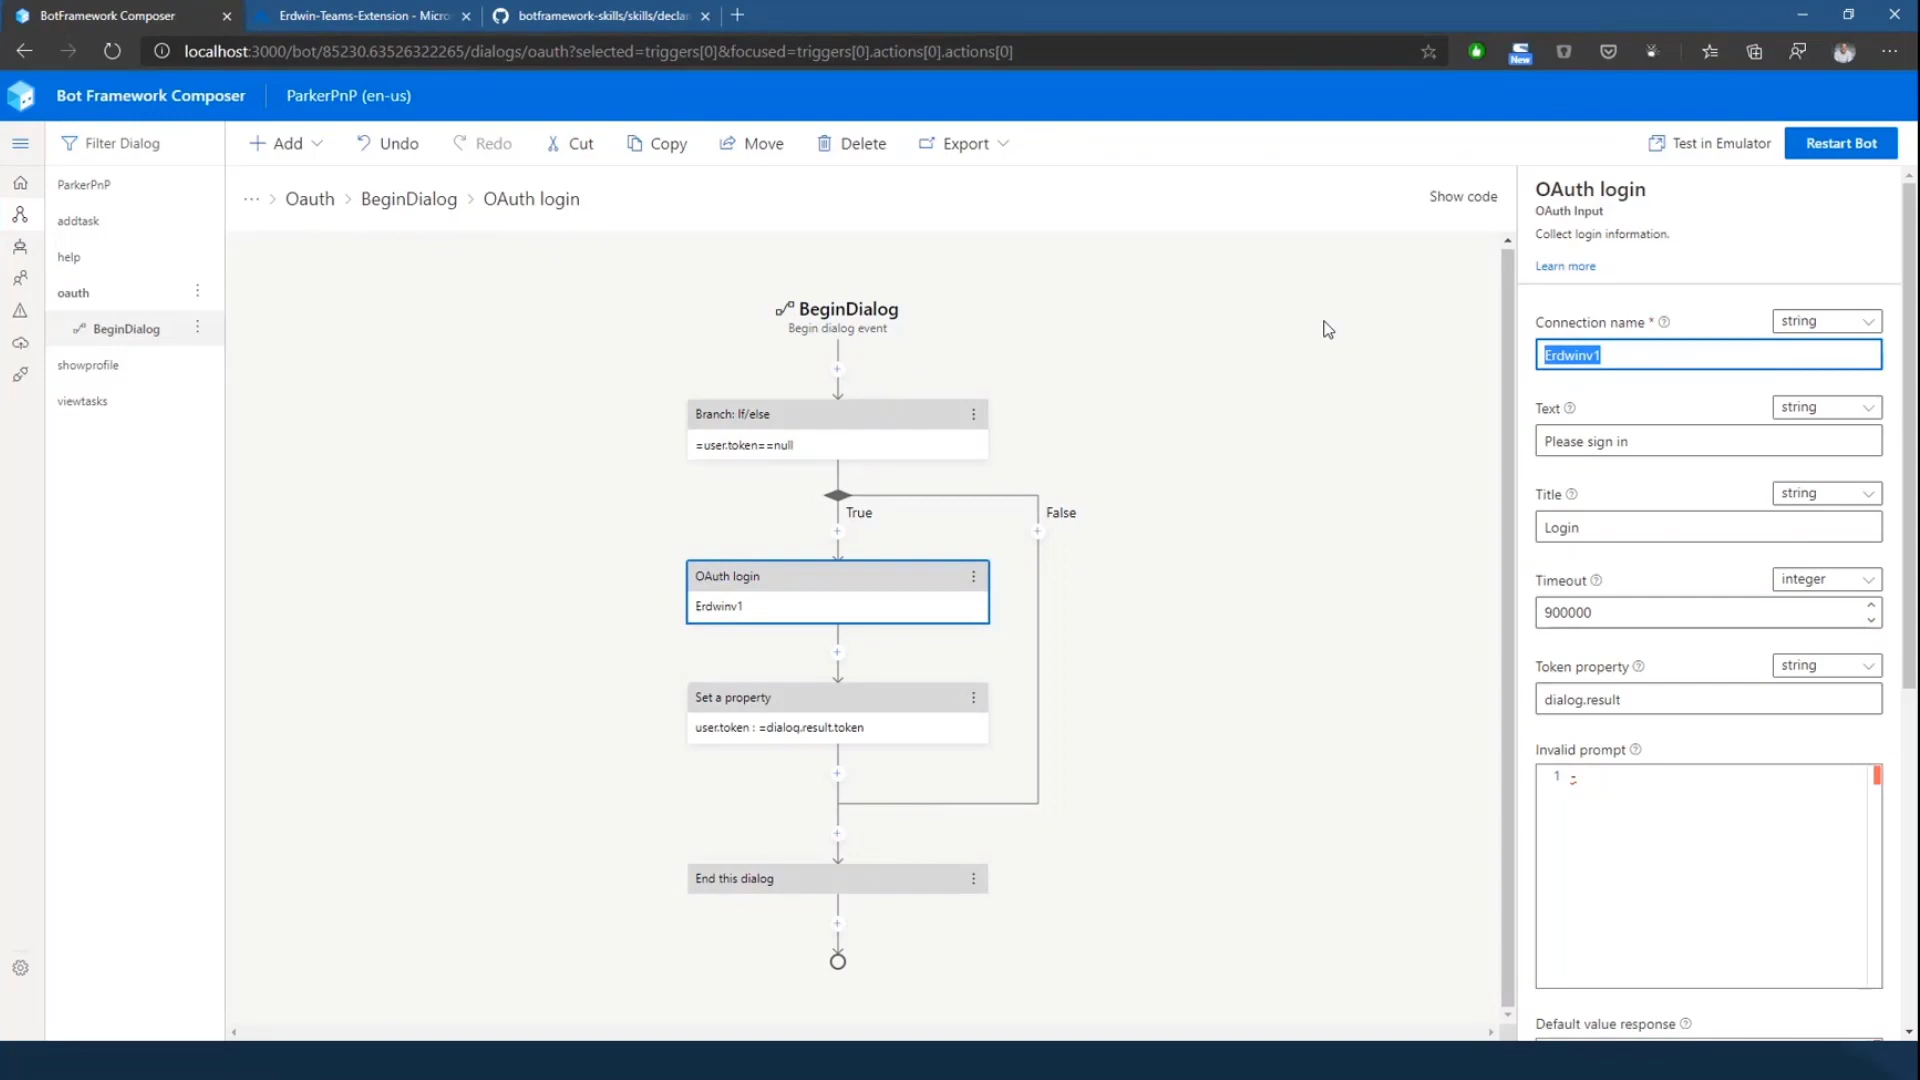 BotFramework Composer
Erdwin-Teams-Extension - Micro
botframework-skills/skills/declar
localhost:3000/bot/85230.63526322265/dialogs/oauth?selected=triggers[0]&focused=triggers[0].actions[0].actions[0]
New
Bot Framework Composer
ParkerPnP (en-us)
Filter Dialog
Add
Undo
Redo
Cut
Copy
Move
Delete
Export
Test in Emulator
Restart Bot
ParkerPnP
addtask
help
oauth
BeginDialog
showprofile
viewtasks
··· > Oauth > BeginDialog > OAuth login
Show code
BeginDialog
Begin dialog event
Branch: If/else
=user.token==null
True
False
OAuth login
Erdwinv1
Set a property
user.token : =dialog.result.token
End this dialog
OAuth login
OAuth Input
Collect login information.
Learn more
Connection name *
string
Erdwinv1
Text
string
Please sign in
Title
string
Login
Timeout
integer
900000
Token property
string
dialog.result
Invalid prompt
1 -
Default value response